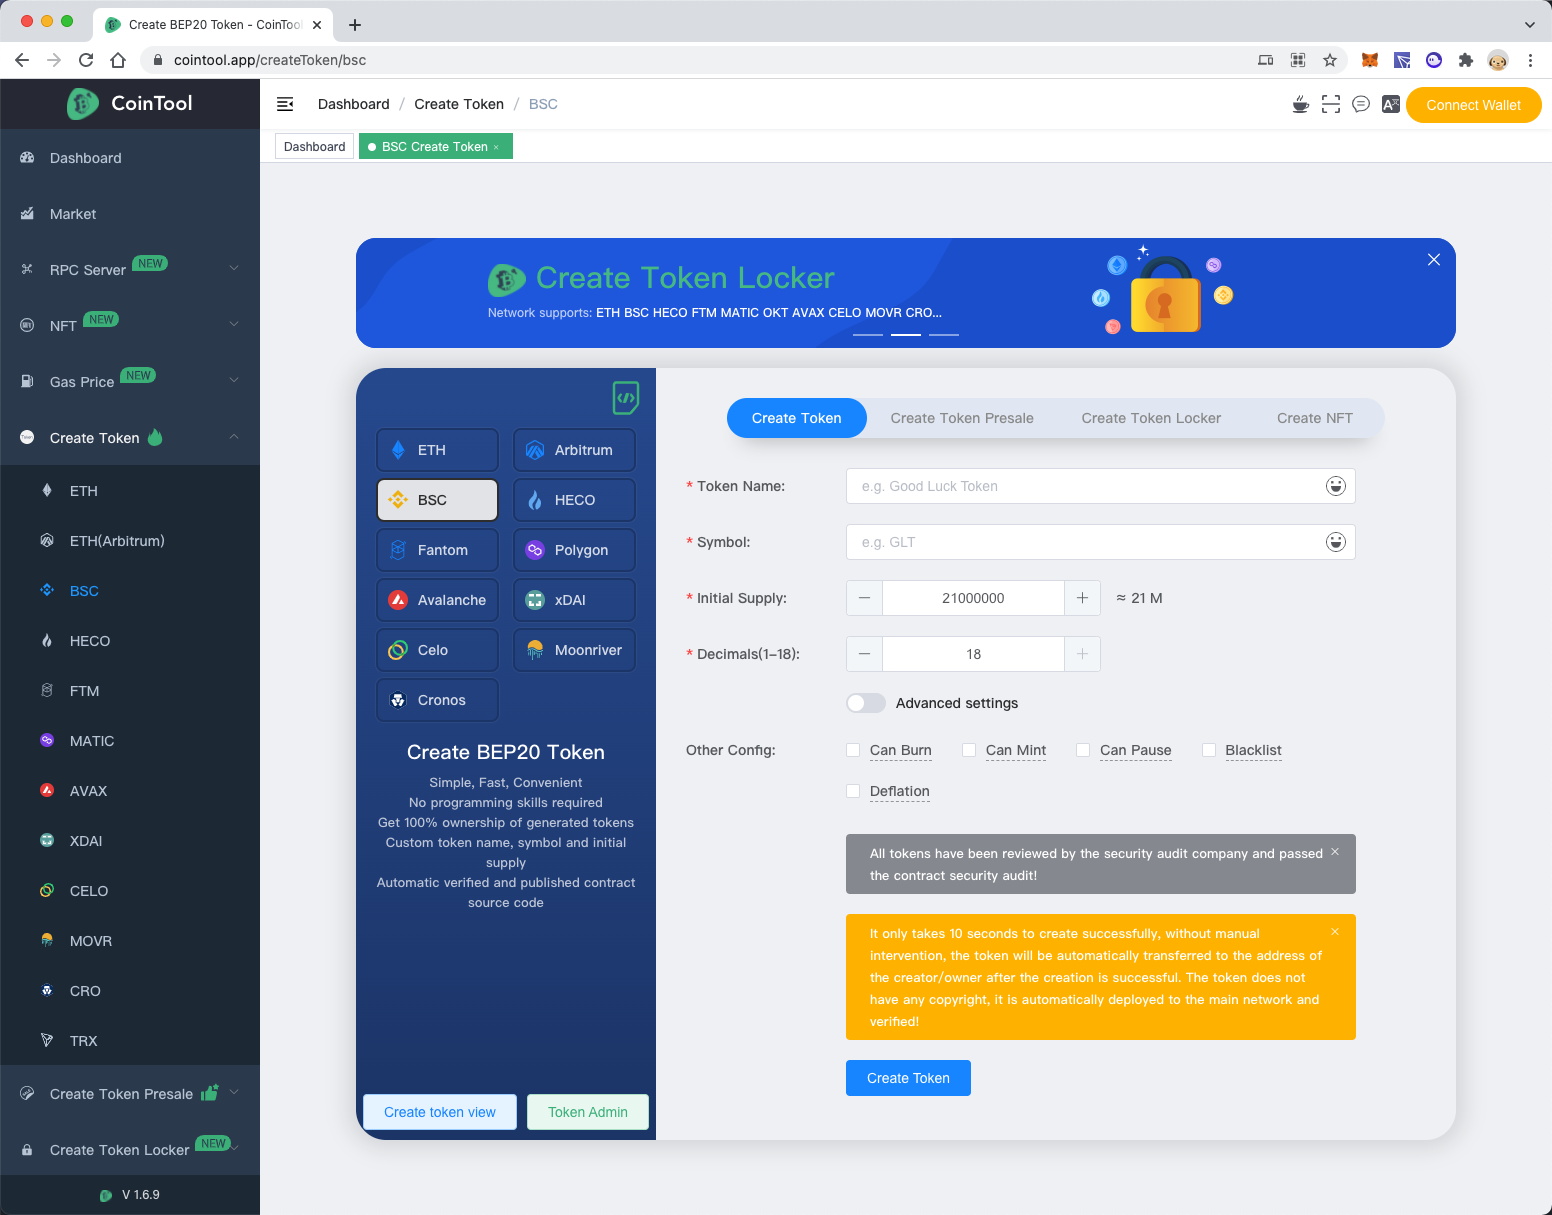 Create BEP20 Token - CoinTool
cointool.app/createToken/bsc
CoinTool
Dashboard / Create Token / BSC
Connect Wallet
Dashboard
BSC Create Token ×
Dashboard
Market
RPC Server NEW
NFT NEW
Gas Price NEW
Create Token
ETH
ETH(Arbitrum)
BSC
HECO
FTM
MATIC
AVAX
XDAI
CELO
MOVR
CRO
TRX
Create Token Presale
Create Token Locker NEW
V 1.6.9
Create Token Locker
Network supports: ETH BSC HECO FTM MATIC OKT AVAX CELO MOVR CRO...
ETH
Arbitrum
BSC
HECO
Fantom
Polygon
Avalanche
xDAI
Celo
Moonriver
Cronos
Create BEP20 Token
Simple, Fast, Convenient
No programming skills required
Get 100% ownership of generated tokens
Custom token name, symbol and initial
supply
Automatic verified and published contract
source code
Create token view
Token Admin
Create Token
Create Token Presale
Create Token Locker
Create NFT
* Token Name:
e.g. Good Luck Token
* Symbol:
e.g. GLT
* Initial Supply:
− 21000000 + ≈ 21 M
* Decimals(1-18):
− 18 +
Advanced settings
Other Config:
Can Burn
Can Mint
Can Pause
Blacklist
Deflation
All tokens have been reviewed by the security audit company and passed
the contract security audit!
It only takes 10 seconds to create successfully, without manual
intervention, the token will be automatically transferred to the address of
the creator/owner after the creation is successful. The token does not
have any copyright, it is automatically deployed to the main network and
verified!
Create Token